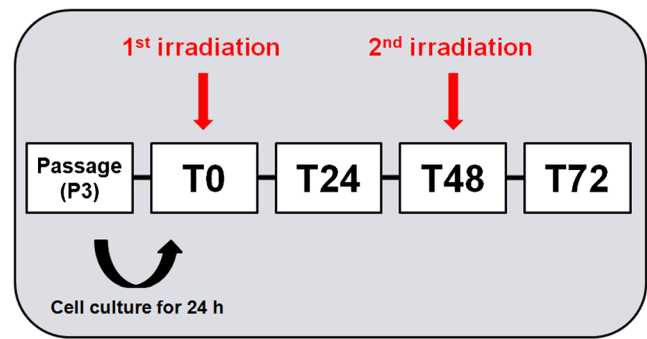 1st irradiation
2nd irradiation
Passage
(P3)
T0
T24
T48
T72
Cell culture for 24 h